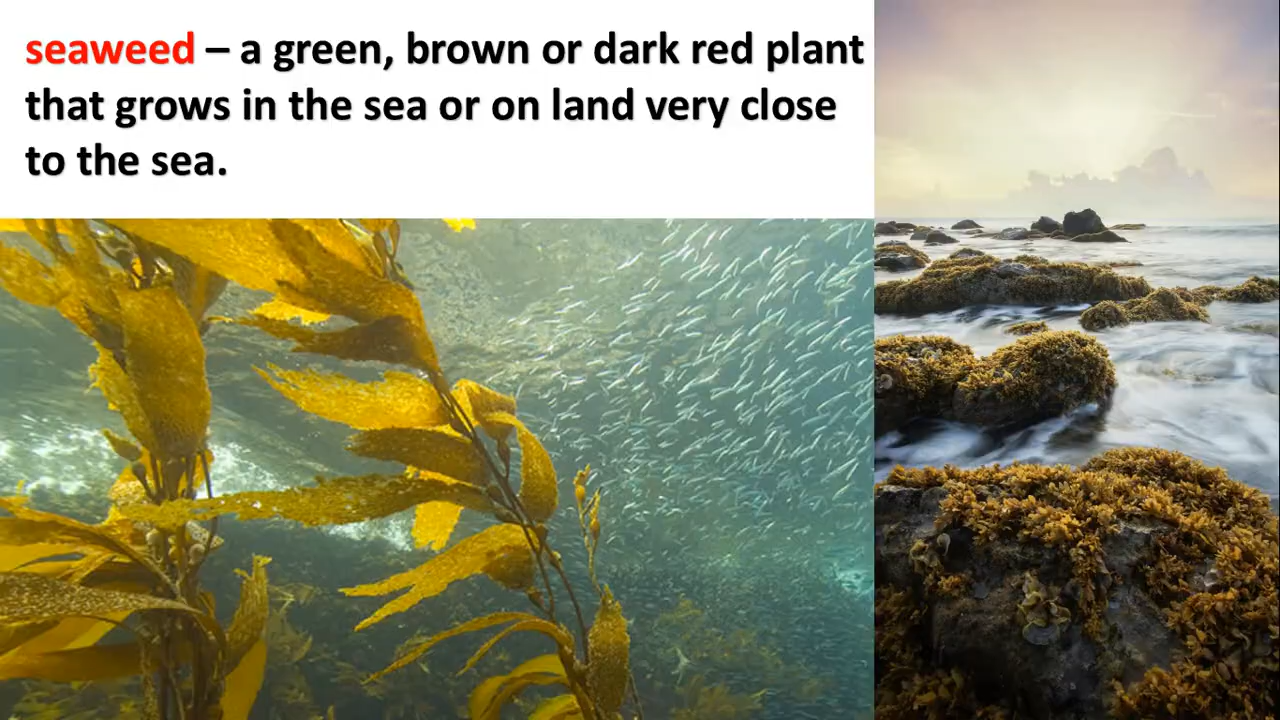 seaweed – a green, brown or dark red plant
that grows in the sea or on land very close
to the sea.